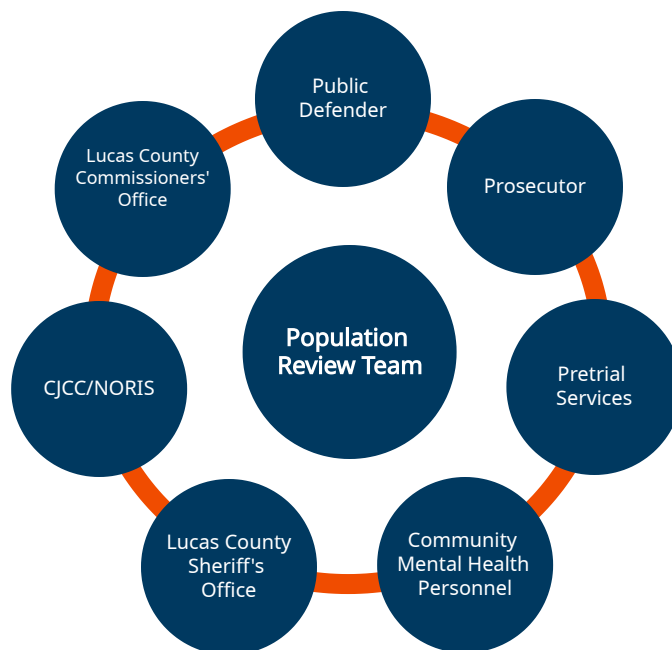 Public
Defender
Prosecutor
Pretrial
Services
Community
Mental Health
Personnel
Lucas County
Sheriff's
Office
CJCC/NORIS
Lucas County
Commissioners'
Office
Population
Review Team